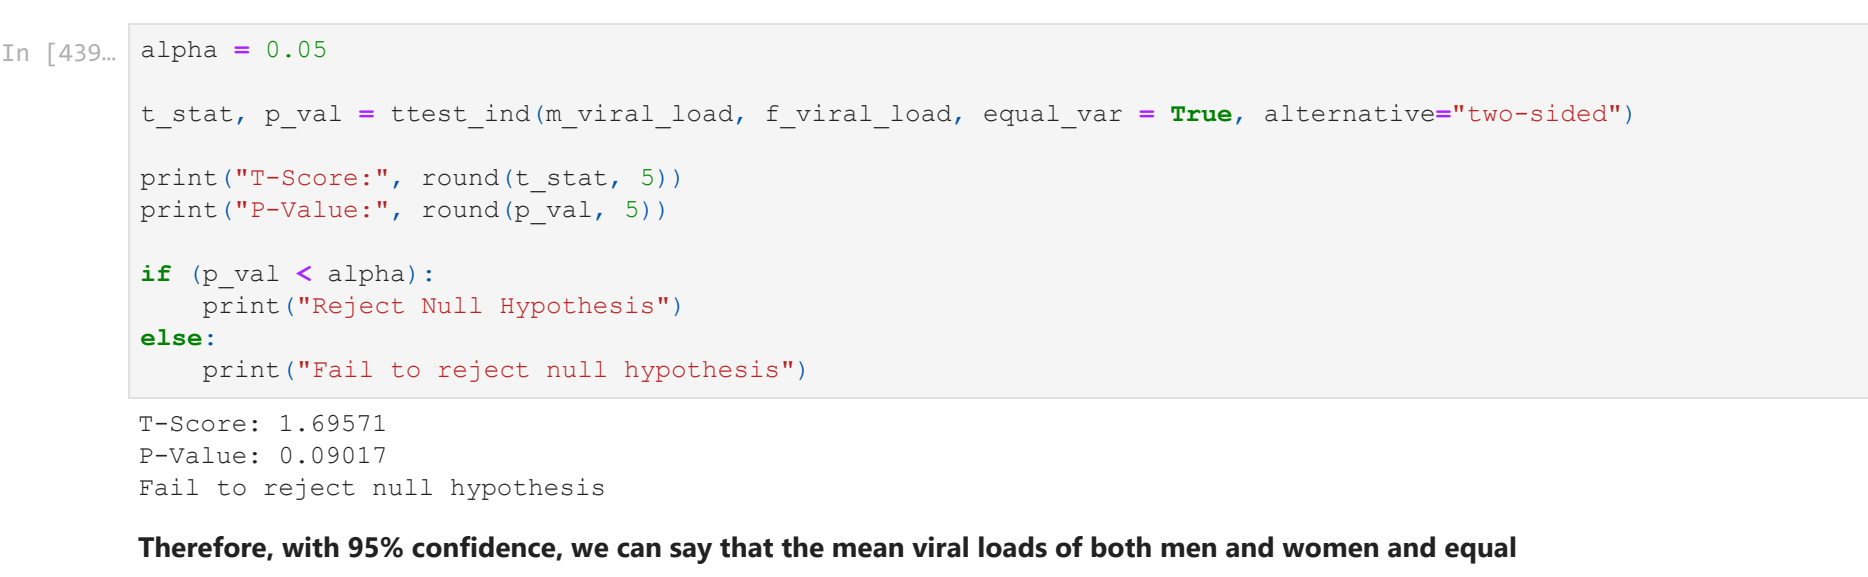 In [439…
alpha = 0.05
t_stat, p_val = ttest_ind(m_viral_load, f_viral_load, equal_var = True, alternative="two-sided")
print("T-Score:", round(t_stat, 5))
print("P-Value:", round(p_val, 5))
if (p_val < alpha):
    print("Reject Null Hypothesis")
else:
    print("Fail to reject null hypothesis")
T-Score: 1.69571
P-Value: 0.09017
Fail to reject null hypothesis
Therefore, with 95% confidence, we can say that the mean viral loads of both men and women and equal